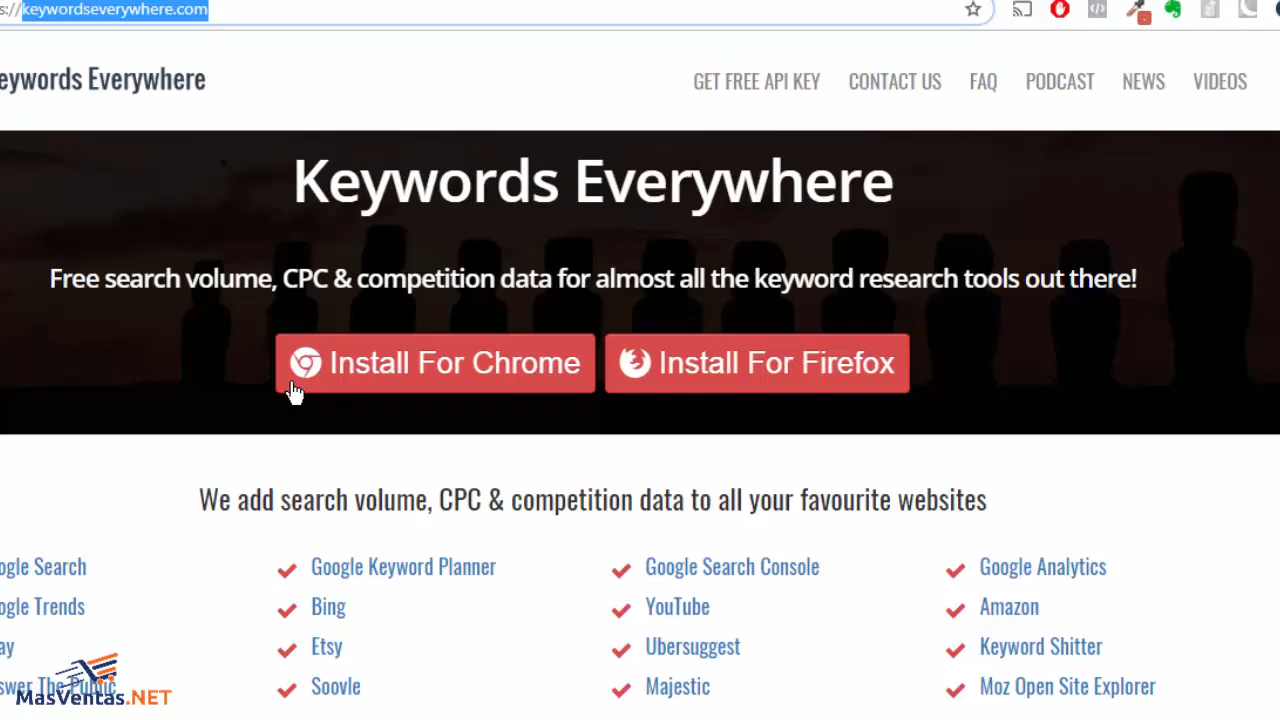 s://keywordseverywhere.com
eywords Everywhere
GET FREE API KEY CONTACT US FAQ PODCAST NEWS VIDEOS
Keywords Everywhere
Free search volume, CPC & competition data for almost all the keyword research tools out there!
Install For Chrome Install For Firefox
We add search volume, CPC & competition data to all your favourite websites
ogle Search Google Keyword Planner Google Search Console Google Analytics
ogle Trends Bing YouTube Amazon
ay Etsy Ubersuggest Keyword Shitter
swer The Public Soovle Majestic Moz Open Site Explorer
MasVentas.NET